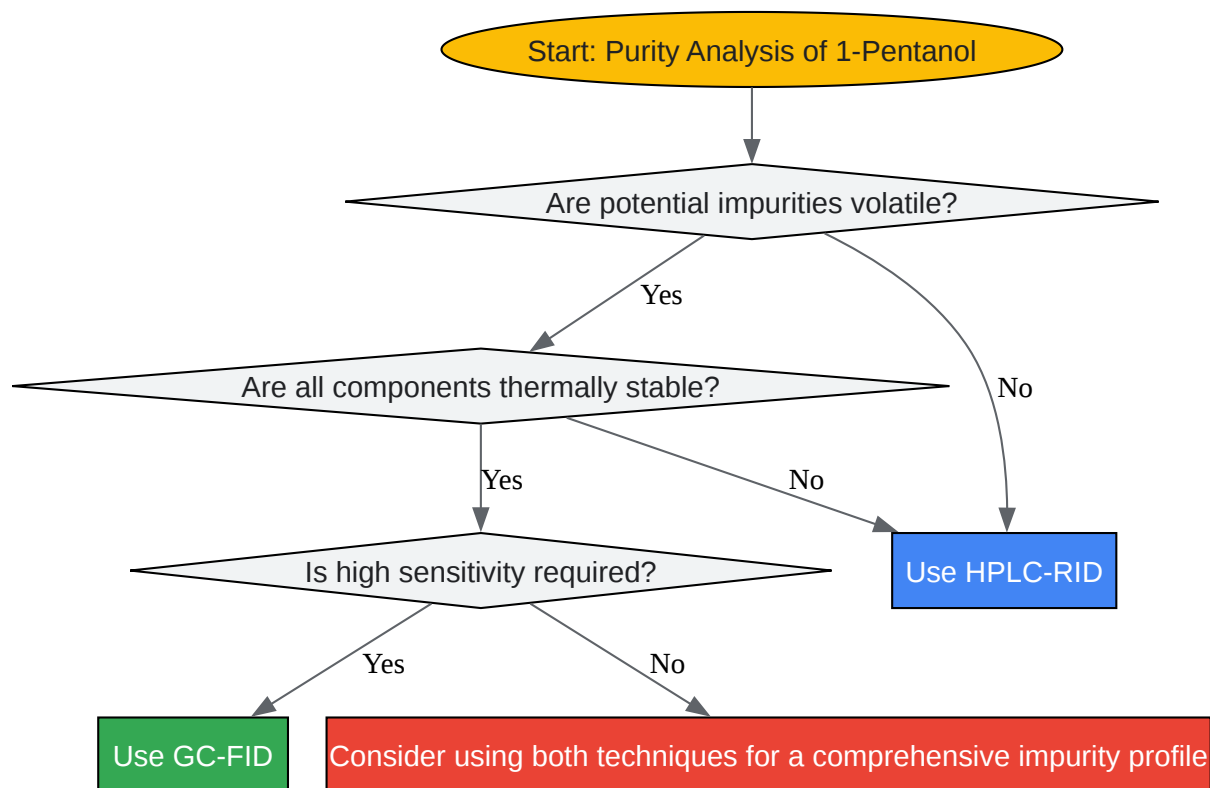 Start: Purity Analysis of 1-Pentanol
Are potential impurities volatile?
Yes
Are all components thermally stable?
No
Yes
No
Is high sensitivity required?
Use HPLC-RID
Yes
No
Use GC-FID
Consider using both techniques for a comprehensive impurity profile